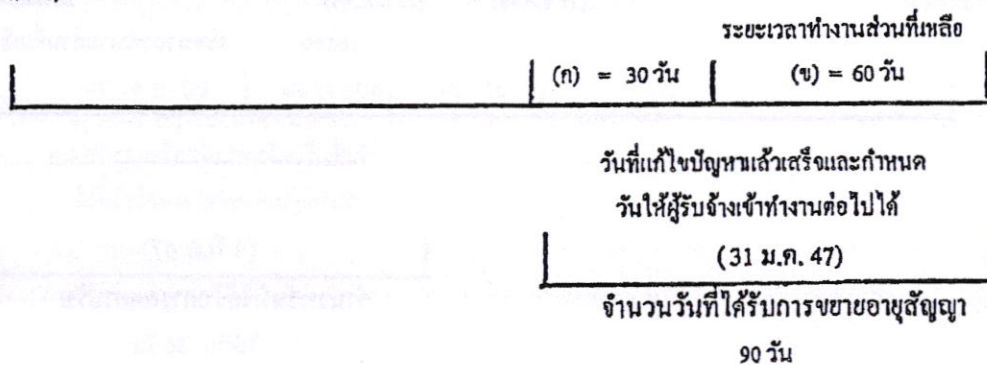 ระยะเวลาทำงานส่วนที่เหลือ
(ก) = 30 วัน (ข) = 60 วัน
วันที่แก้ไขปัญหาแล้วเสร็จและกำหนด
วันให้ผู้รับจ้างเข้าทำงานต่อไปได้
(31 ม.ค. 47)
จำนวนวันที่ได้รับการขยายอายุสัญญา
90 วัน